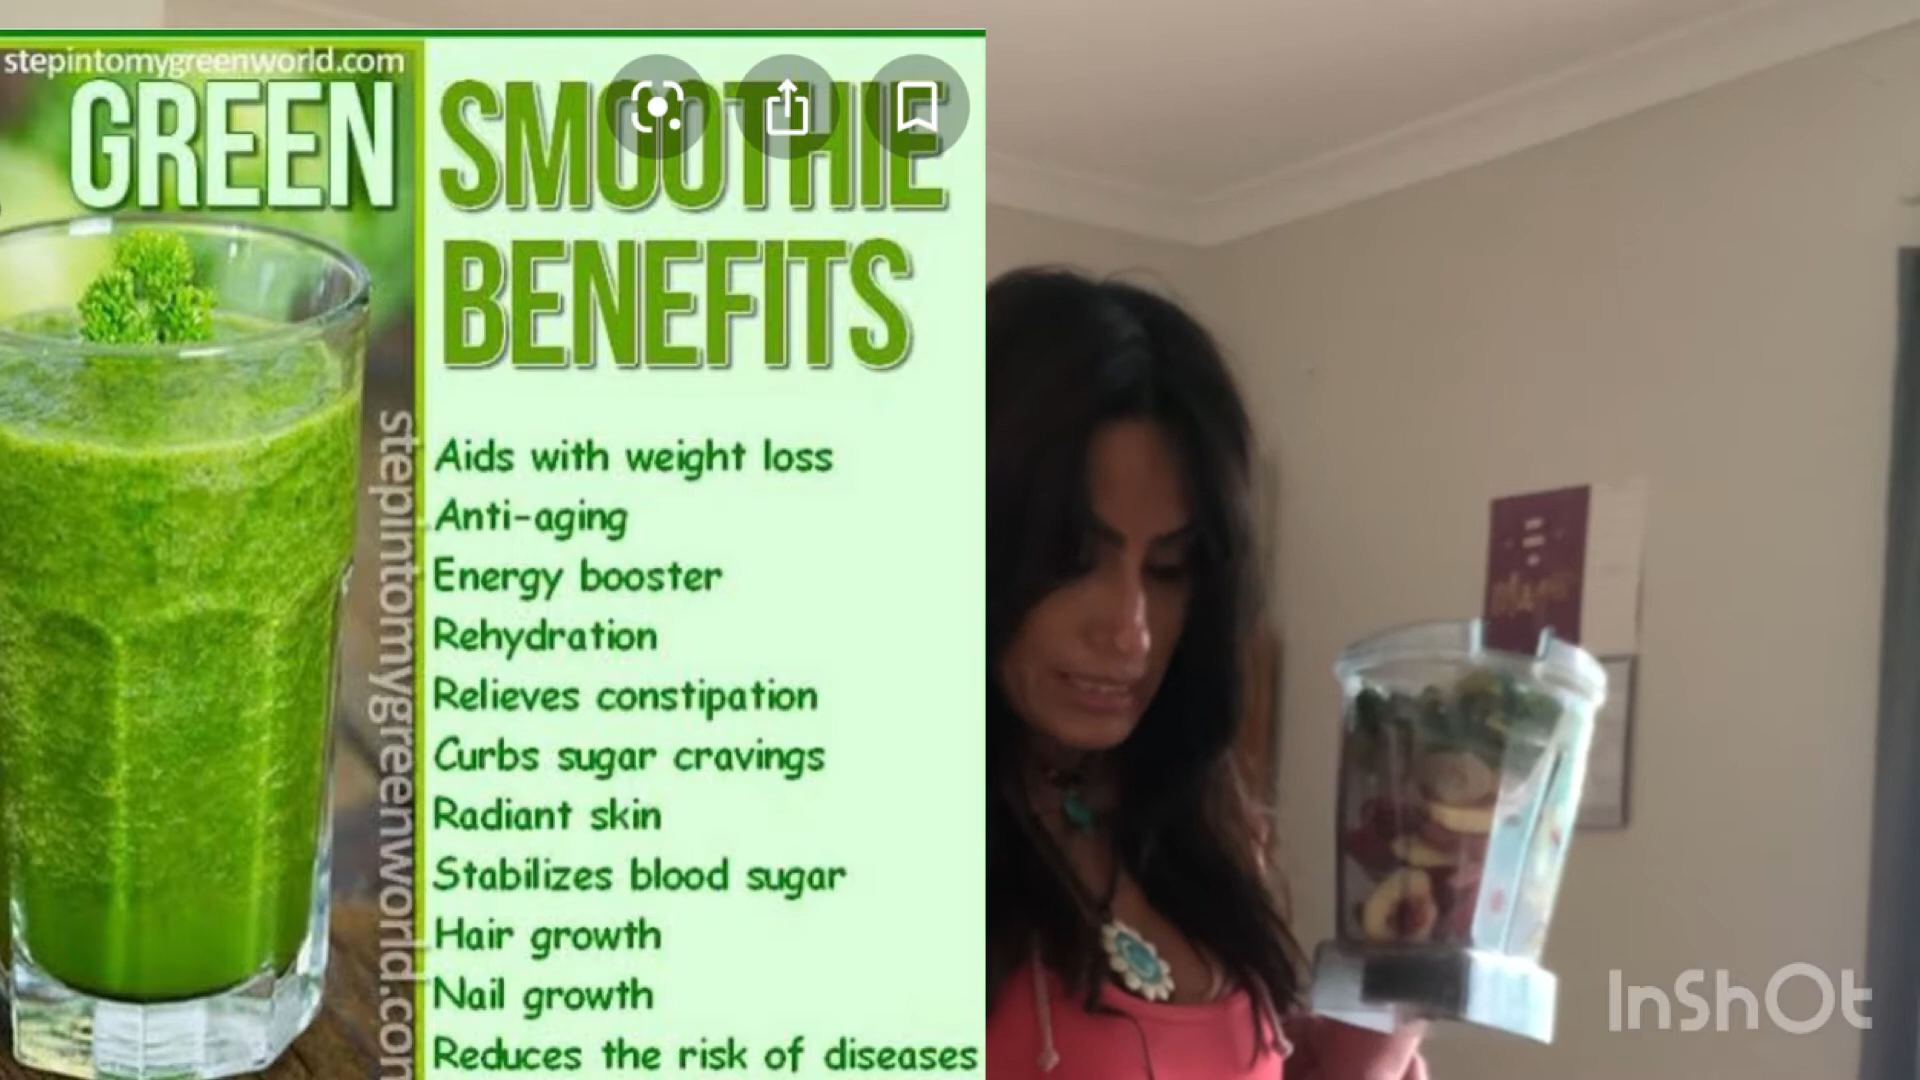 stepintomygreenworld.com
GREEN SMOOTHIE
BENEFITS
Aids with weight loss
Anti-aging
Energy booster
Rehydration
Relieves constipation
Curbs sugar cravings
Radiant skin
Stabilizes blood sugar
Hair growth
Nail growth
Reduces the risk of diseases
stepintomygreenworld.com
InShOt